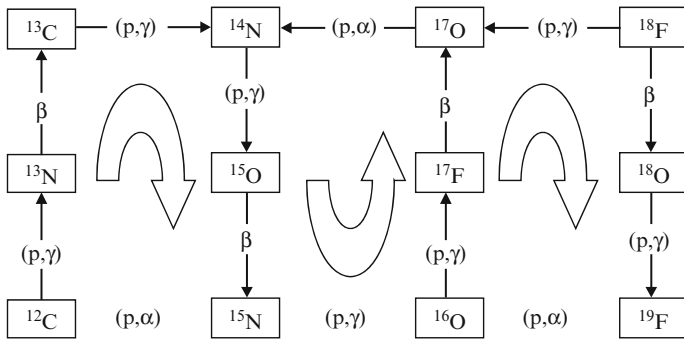 ¹³C (p,γ) ¹⁴N (p,α) ¹⁷O (p,γ) ¹⁸F
β (p,γ) β β
¹³N ¹⁵O ¹⁷F ¹⁸O
(p,γ) β (p,γ) (p,γ)
¹²C (p,α) ¹⁵N (p,γ) ¹⁶O (p,α) ¹⁹F